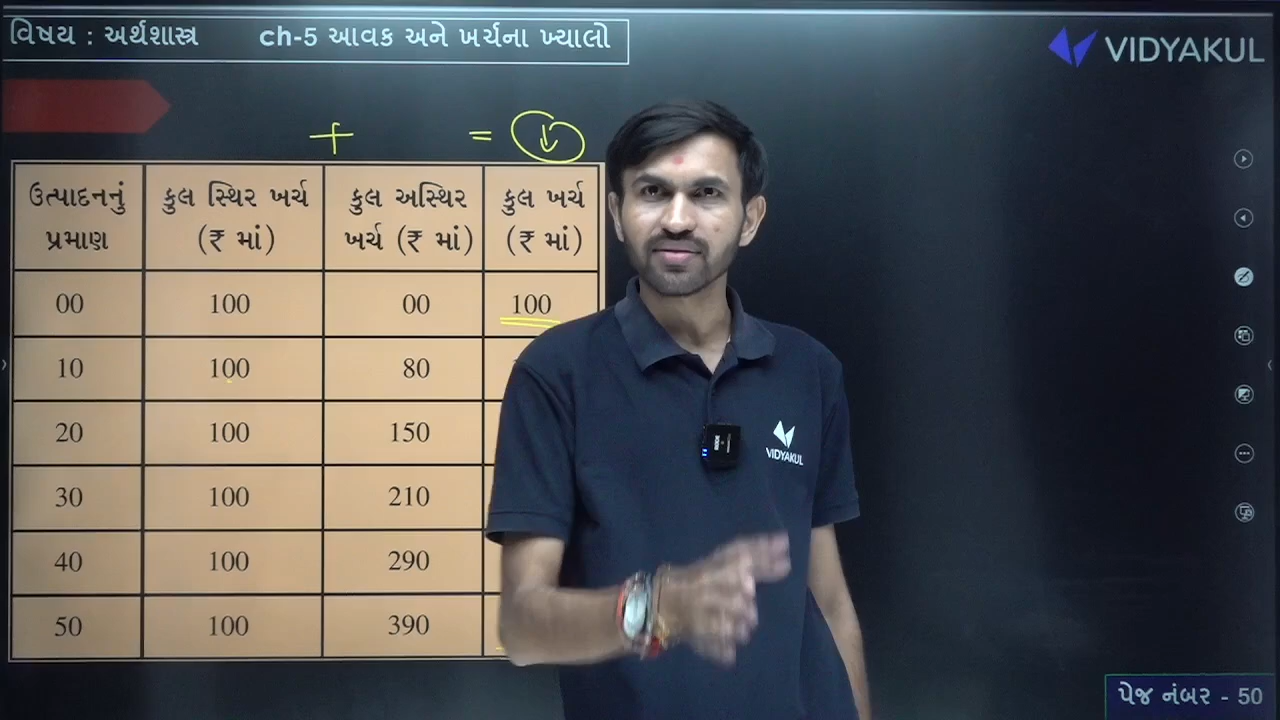 વિષય : અર્થશાસ્ત્ર ch-5 આવક અને ખર્ચના ખ્યાલો
VIDYAKUL
+ =
ઉત્પાદનનું પ્રમાણ કુલ સ્થિર ખર્ચ (₹ માં) કુલ અસ્થિર ખર્ચ (₹ માં) કુલ ખર્ચ (₹ માં)
00 100 00 100
10 100 80
20 100 150
30 100 210
40 100 290
50 100 390
VIDYAKUL
પેજ નંબર - 50